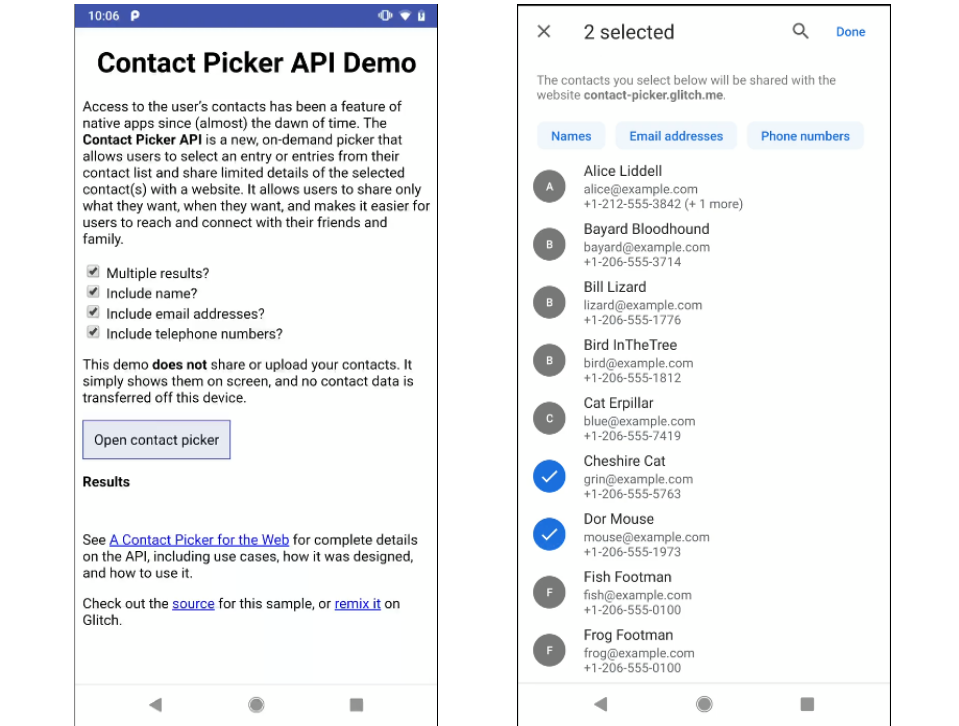 10:06
Contact Picker API Demo
Access to the user's contacts has been a feature of
native apps since (almost) the dawn of time. The
Contact Picker API is a new, on-demand picker that
allows users to select an entry or entries from their
contact list and share limited details of the selected
contact(s) with a website. It allows users to share only
what they want, when they want, and makes it easier for
users to reach and connect with their friends and
family.
Multiple results?
Include name?
Include email addresses?
Include telephone numbers?
This demo does not share or upload your contacts. It
simply shows them on screen, and no contact data is
transferred off this device.
Open contact picker
Results
See A Contact Picker for the Web for complete details
on the API, including use cases, how it was designed,
and how to use it.
Check out the source for this sample, or remix it on
Glitch.
2 selected
Done
The contacts you select below will be shared with the
website contact-picker.glitch.me.
Names Email addresses Phone numbers
A
Alice Liddell
alice@example.com
+1-212-555-3842 (+ 1 more)
B
Bayard Bloodhound
bayard@example.com
+1-206-555-3714
B
Bill Lizard
lizard@example.com
+1-206-555-1776
B
Bird InTheTree
bird@example.com
+1-206-555-1812
C
Cat Erpillar
blue@example.com
+1-206-555-7419
Cheshire Cat
grin@example.com
+1-206-555-5763
Dor Mouse
mouse@example.com
+1-206-555-1973
F
Fish Footman
fish@example.com
+1-206-555-0100
F
Frog Footman
frog@example.com
+1-206-555-0100